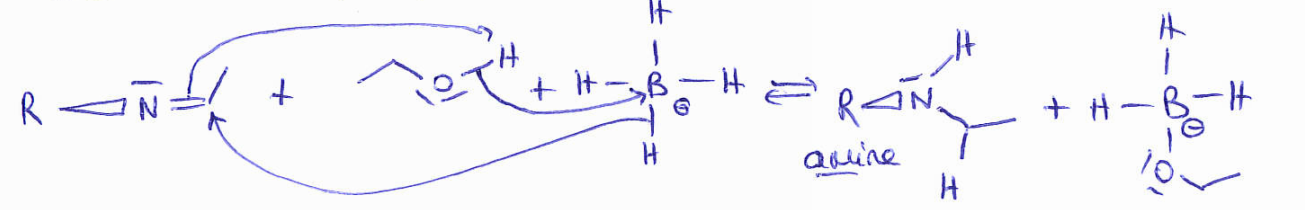 R N + O H + H B H H H ⊖ ⇌ R N H H + H B H H ⊖ O
amine